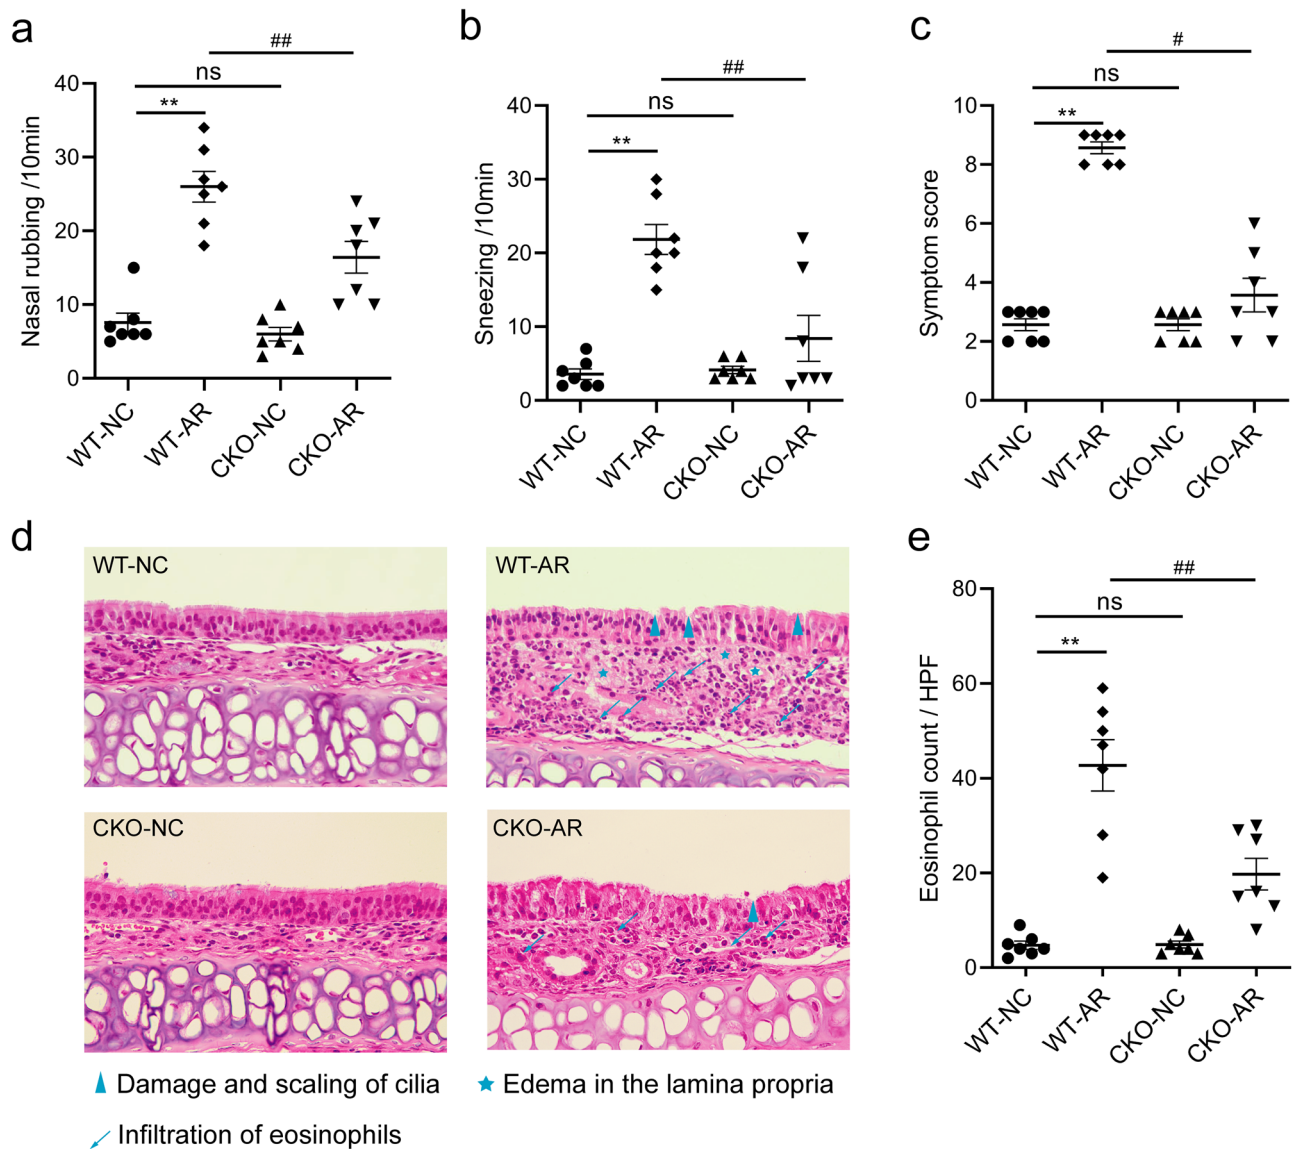 a
##
ns
**
Nasal rubbing /10min
40
30
20
10
0
WT-NC
WT-AR
CKO-NC
CKO-AR
b
##
ns
**
Sneezing /10min
40
30
20
10
0
WT-NC
WT-AR
CKO-NC
CKO-AR
c
#
ns
**
Symptom score
10
8
6
4
2
0
WT-NC
WT-AR
CKO-NC
CKO-AR
d
WT-NC
WT-AR
CKO-NC
CKO-AR
Damage and scaling of cilia
Edema in the lamina propria
Infiltration of eosinophils
e
##
ns
**
Eosinophil count / HPF
80
60
40
20
0
WT-NC
WT-AR
CKO-NC
CKO-AR